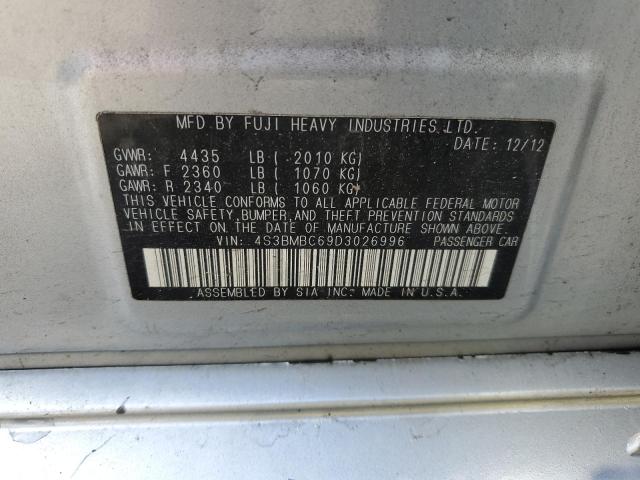 MFD BY FUJI HEAVY INDUSTRIES LTD.
DATE: 12/12
GVWR: 4435 LB ( 2010 KG)
GAWR: F 2360 LB ( 1070 KG)
GAWR: R 2340 LB ( 1060 KG)
THIS VEHICLE CONFORMS TO ALL APPLICABLE FEDERAL MOTOR
VEHICLE SAFETY, BUMPER, AND THEFT PREVENTION STANDARDS
IN EFFECT ON THE DATE OF MANUFACTURE SHOWN ABOVE.
VIN: 4S3BMBC69D3026996 PASSENGER CAR
ASSEMBLED BY SIA INC. MADE IN U.S.A.